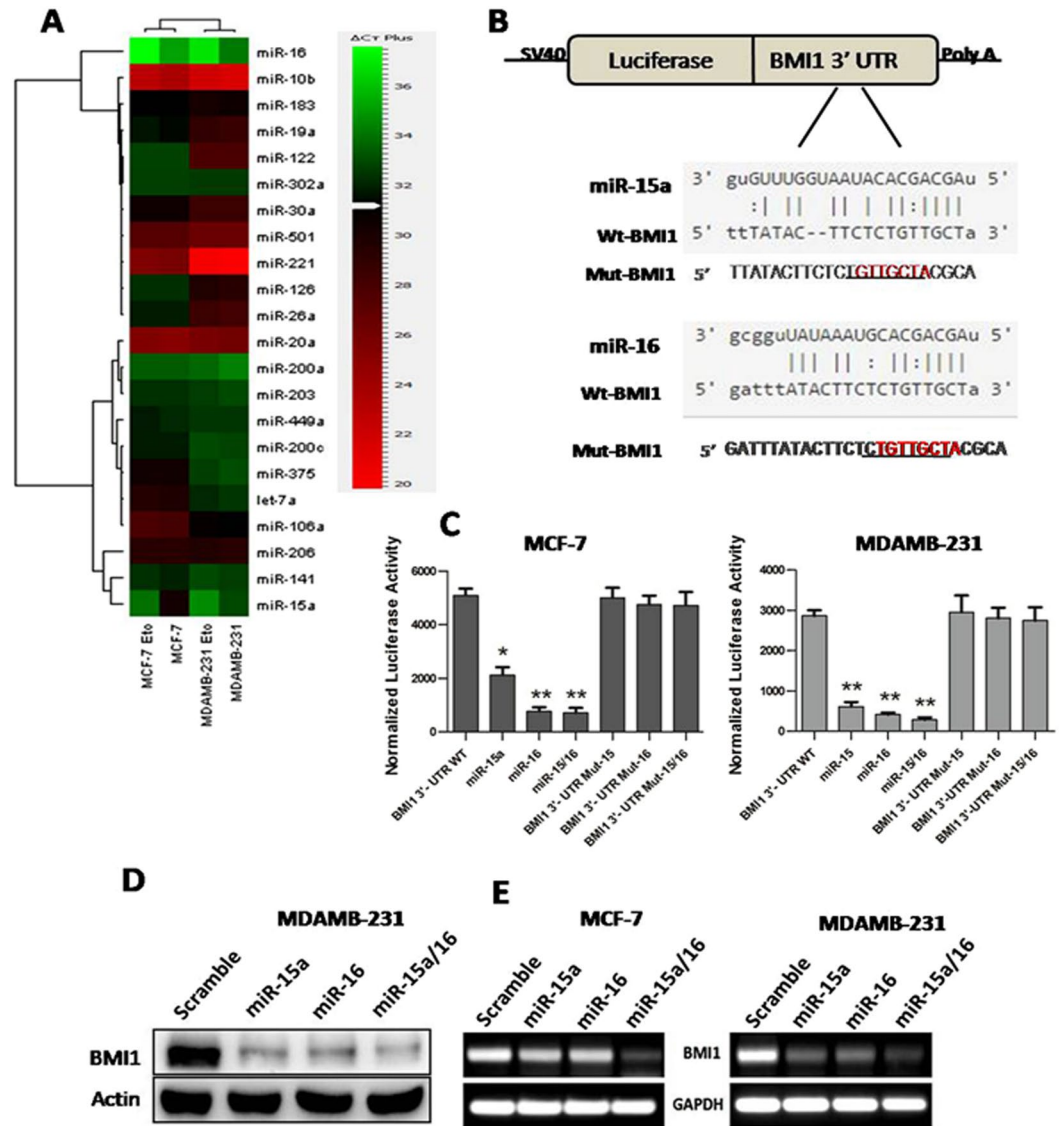 A
ΔCт Plus
36
34
32
30
28
26
24
22
20
miR-16
miR-10b
miR-183
miR-19a
miR-122
miR-302a
miR-30a
miR-501
miR-221
miR-126
miR-26a
miR-20a
miR-200a
miR-203
miR-449a
miR-200c
miR-375
let-7a
miR-106a
miR-206
miR-141
miR-15a
MCF-7 Eto
MCF-7
MDAMB-231 Eto
MDAMB-231
B
SV40 Luciferase BMI1 3' UTR Poly A
miR-15a 3' guGUUUGGUAAUACACGACGAu 5'
Wt-BMI1 5' ttTATAC--TTCTCTGTTGCTa 3'
Mut-BMI1 5' TTATACTTCTCTGTTGCTACGCA
miR-16 3' gcgguUAUAAAUGCACGACGAu 5'
Wt-BMI1 5' gatttATACTTCTCTGTTGCTa 3'
Mut-BMI1 5' GATTTATACTTCTCTGTTGCTACGCA
C
MCF-7
Normalized Luciferase Activity
6000
4000
2000
0
* ** **
BMI1 3'- UTR WT
miR-15a
miR-16
miR-15/16
BMI1 3'- UTR Mut-15
BMI1 3'- UTR Mut-16
BMI1 3'- UTR Mut-15/16
MDAMB-231
Normalized Luciferase Activity
4000
3000
2000
1000
0
** ** **
BMI1 3'- UTR WT
miR-15
miR-16
miR-15/16
BMI1 3'- UTR Mut-15
BMI1 3'- UTR Mut-16
BMI1 3'- UTR Mut-15/16
D
MDAMB-231
Scramble
miR-15a
miR-16
miR-15a/16
BMI1
Actin
E
MCF-7
Scramble
miR-15a
miR-16
miR-15a/16
MDAMB-231
Scramble
miR-15a
miR-16
miR-15a/16
BMI1
GAPDH